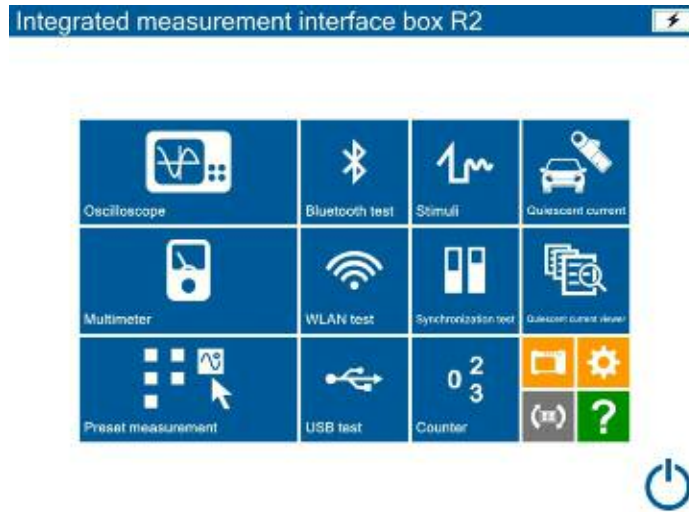 Integrated measurement interface box R2
Oscilloscope
Bluetooth test
Stimuli
Quiescent current
Multimeter
WLAN test
Synchronization test
Quiescent current viewer
Preset measurement
USB test
0 2
3
Counter
?